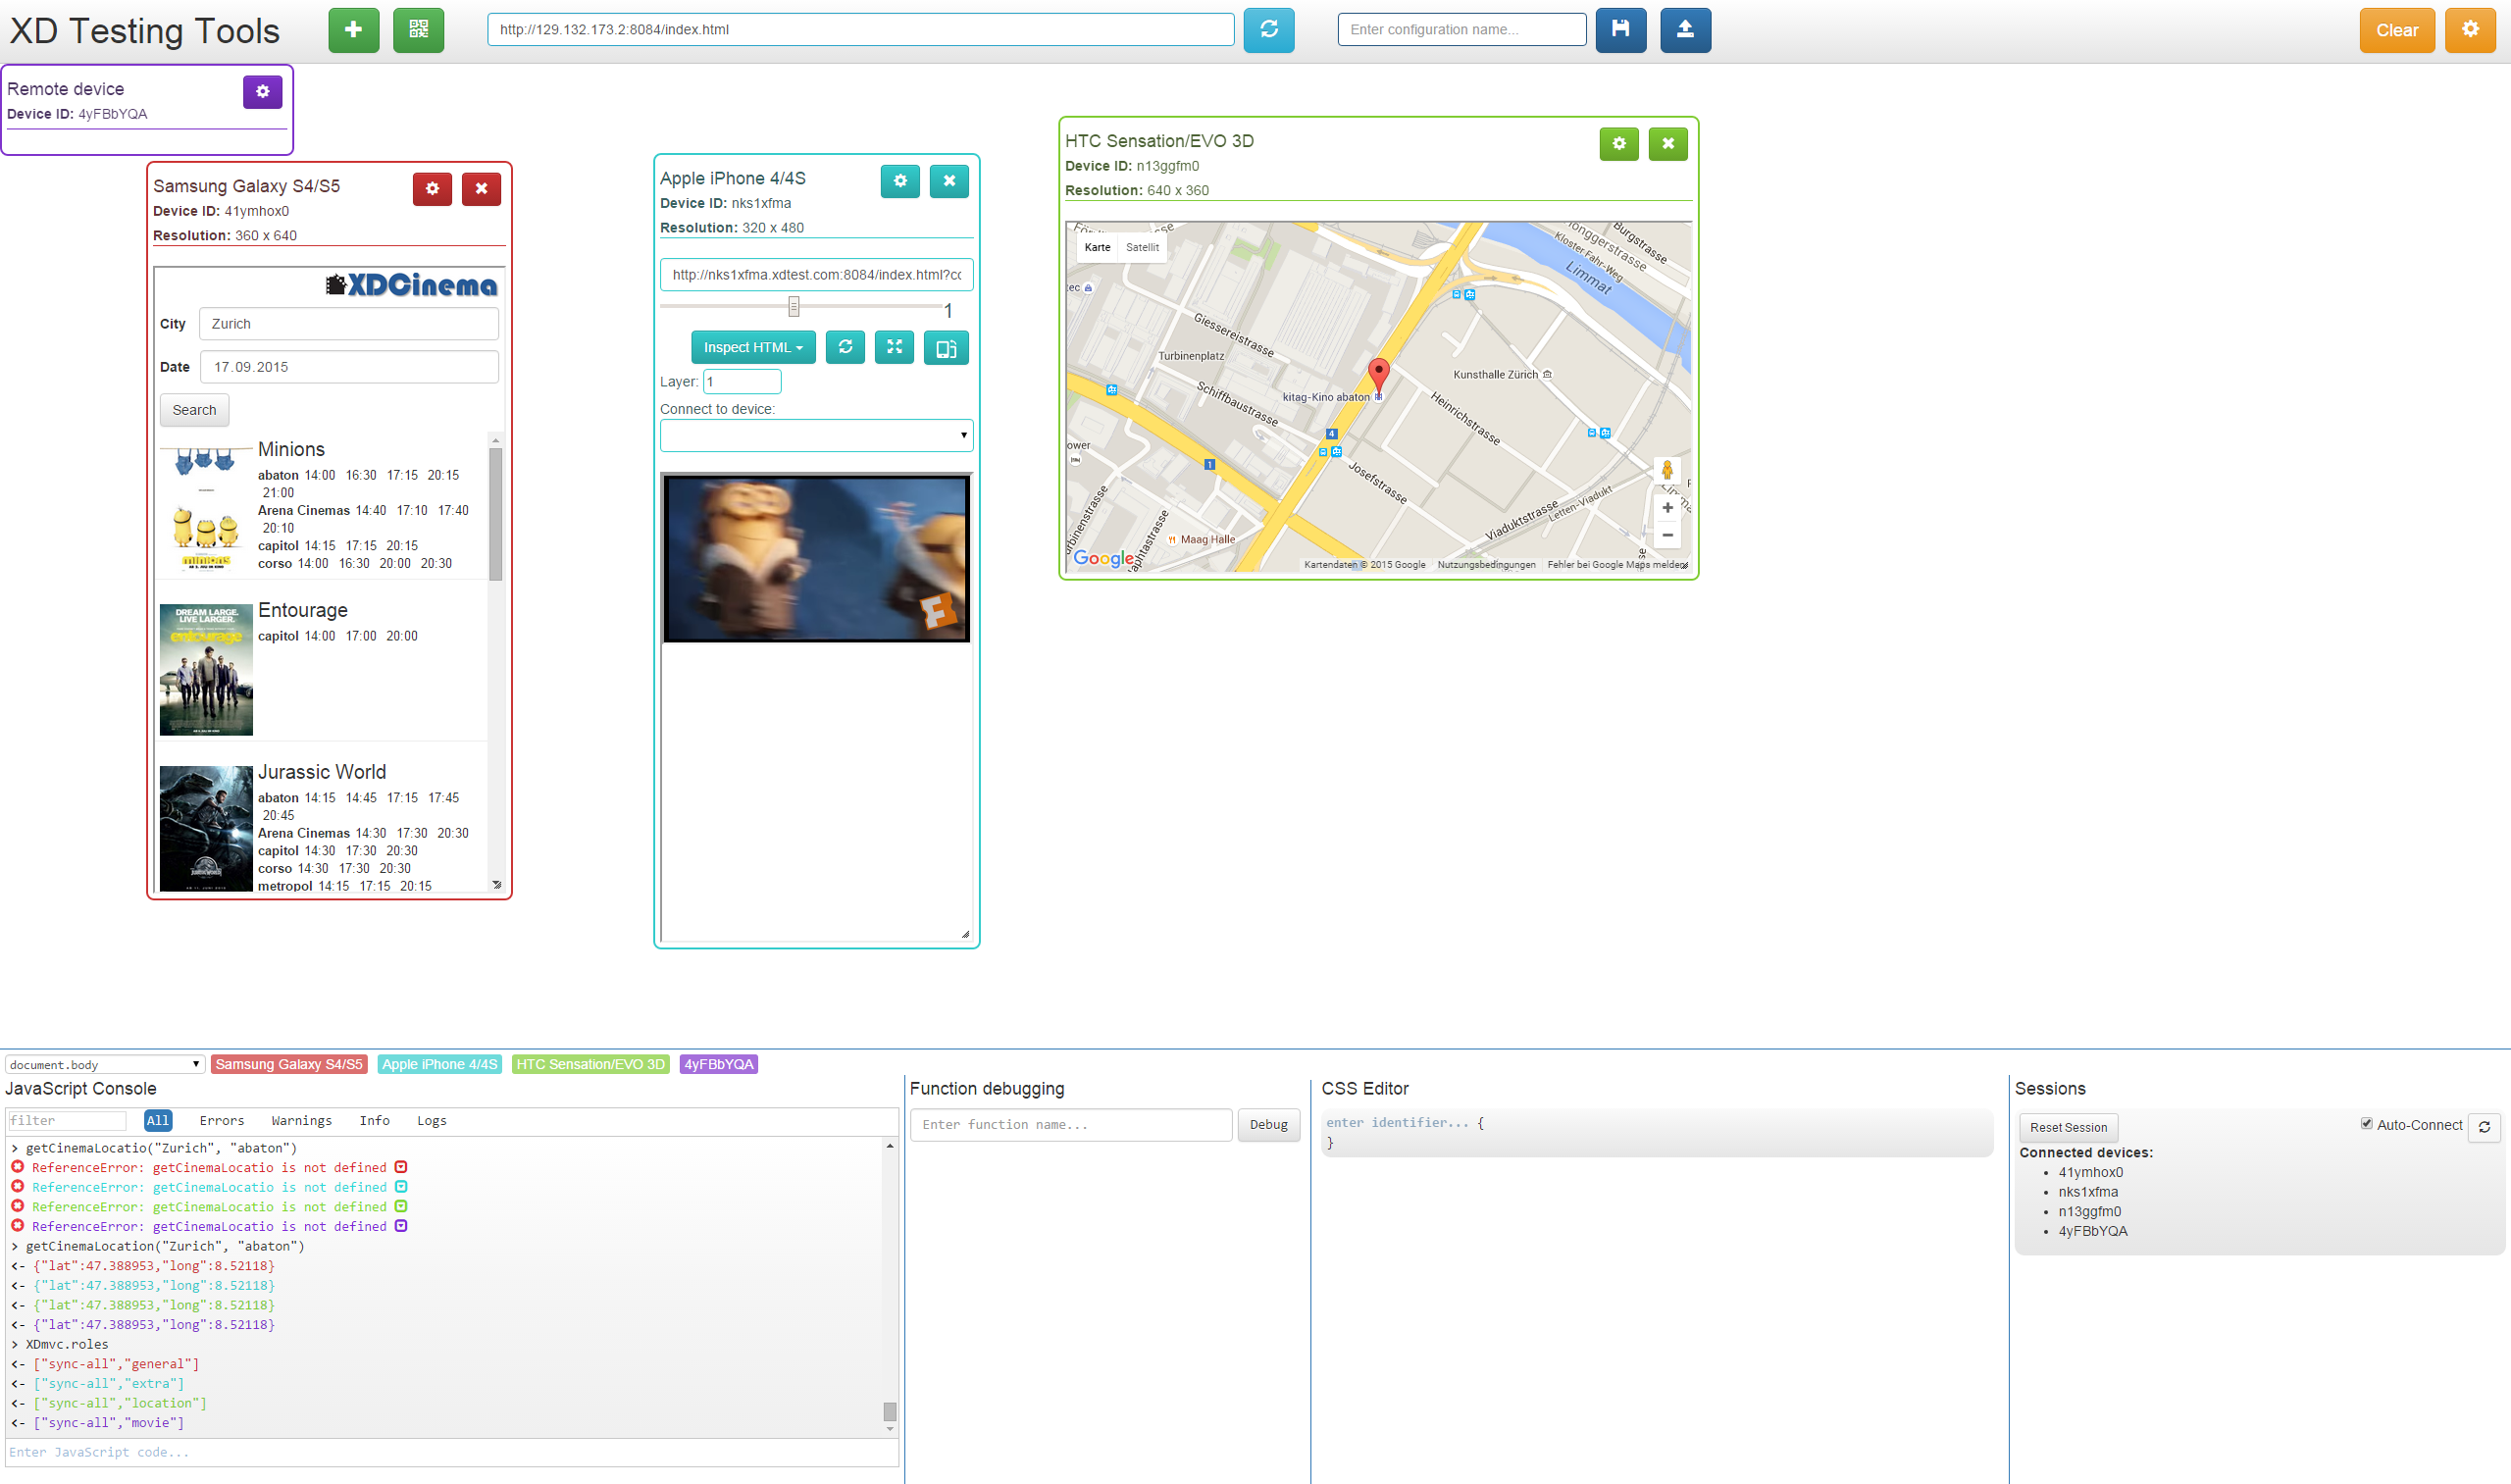 XD Testing Tools
http://129.132.173.2:8084/index.html
Enter configuration name...
Clear
Remote device
Device ID: 4yFBbYQA
Samsung Galaxy S4/S5
Device ID: 41ymhox0
Resolution: 360 x 640
XDCinema
City Zurich
Date 17.09.2015
Search
Minions
abaton 14:00 16:30 17:15 20:15
21:00
Arena Cinemas 14:40 17:10 17:40
20:10
capitol 14:15 17:15 20:15
corso 14:00 16:30 20:00 20:30
minions
DREAM LARGE.
LIVE LARGER.
entourage
Entourage
capitol 14:00 17:00 20:00
Jurassic World
abaton 14:15 14:45 17:15 17:45
20:45
Arena Cinemas 14:30 17:30 20:30
capitol 14:30 17:30 20:30
corso 14:30 17:30 20:30
metropol 14:15 17:15 20:15
Apple iPhone 4/4S
Device ID: nks1xfma
Resolution: 320 x 480
http://nks1xfma.xdtest.com:8084/index.html?cc
1
Inspect HTML
Layer: 1
Connect to device:
HTC Sensation/EVO 3D
Device ID: n13ggfm0
Resolution: 640 x 360
Karte Satellit
Burgstrasse
Kloster-Fahr-Weg
Limmat
Giessereistrasse
Turbinenplatz
Schiffbaustrasse
kitag-Kino abaton
Kunsthalle Zürich
Heinrichstrasse
4
1
Josefstrasse
Viaduktstrasse
Letten-Viadukt
Maag Halle
ower
tec
Google
Kartendaten © 2015 Google Nutzungsbedingungen Fehler bei Google Maps melden
document.body
Samsung Galaxy S4/S5 Apple iPhone 4/4S HTC Sensation/EVO 3D 4yFBbYQA
JavaScript Console
filter All Errors Warnings Info Logs
> getCinemaLocatio("Zurich", "abaton")
ReferenceError: getCinemaLocatio is not defined
ReferenceError: getCinemaLocatio is not defined
ReferenceError: getCinemaLocatio is not defined
ReferenceError: getCinemaLocatio is not defined
> getCinemaLocation("Zurich", "abaton")
<- {"lat":47.388953,"long":8.52118}
<- {"lat":47.388953,"long":8.52118}
<- {"lat":47.388953,"long":8.52118}
<- {"lat":47.388953,"long":8.52118}
> XDmvc.roles
<- ["sync-all","general"]
<- ["sync-all","extra"]
<- ["sync-all","location"]
<- ["sync-all","movie"]
Enter JavaScript code...
Function debugging
Enter function name... Debug
CSS Editor
enter identifier... {
}
Sessions
Reset Session Auto-Connect
Connected devices:
41ymhox0
nks1xfma
n13ggfm0
4yFBbYQA